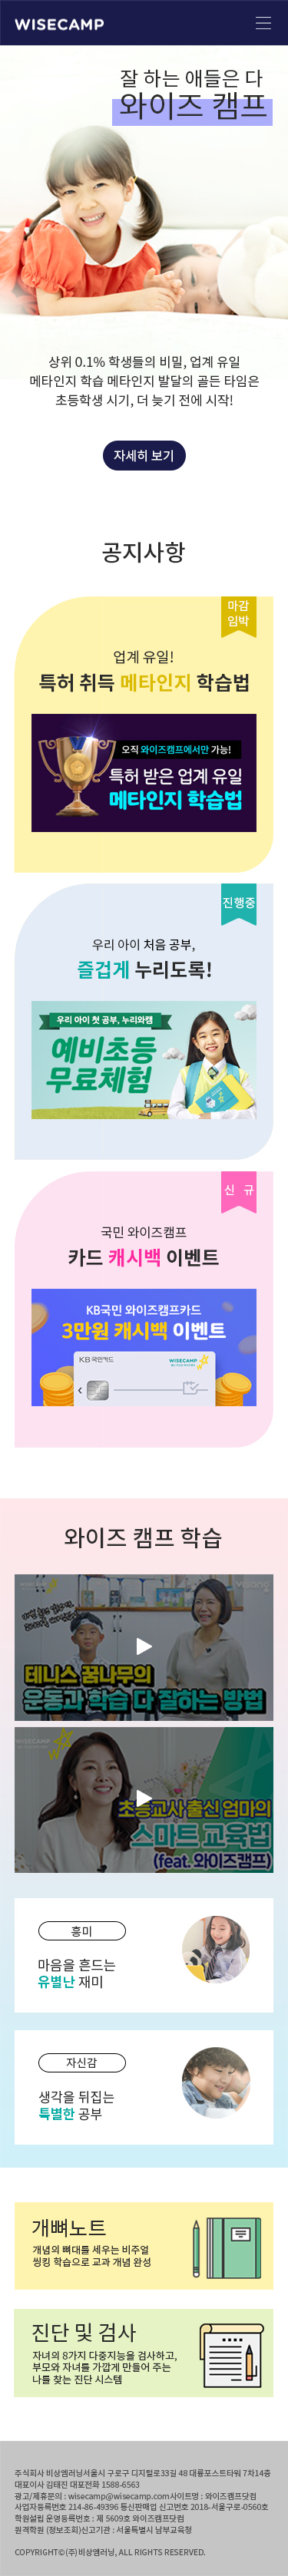 WISECAMP
잘 하는 애들은 다
와이즈 캠프
상위 0.1% 학생들의 비밀, 업계 유일
메타인지 학습 메타인지 발달의 골든 타임은
초등학생 시기, 더 늦기 전에 시작!
자세히 보기
공지사항
마감
임박
업계 유일!
특허 취득 메타인지 학습법
오직 와이즈캠프에서만 가능!
특허 받은 업계 유일
메타인지 학습법
진행중
우리 아이 처음 공부,
즐겁게 누리도록!
우리 아이 첫 공부, 누리와캠
예비초등
무료체험
신 규
국민 와이즈캠프
카드 캐시백 이벤트
KB국민 와이즈캠프카드
3만원 캐시백 이벤트
KB국민카드
WISECAMP
와이즈 캠프 학습
WISECAMP
visang
테니스 꿈나무의
운동과 학습 다 잘하는 방법
WISECAMP
초등교사 출신 엄마의
스마트 교육법
(feat. 와이즈캠프)
흥미
마음을 흔드는
유별난 재미
자신감
생각을 뒤집는
특별한 공부
개뼈노트
개념의 뼈대를 세우는 비주얼
씽킹 학습으로 교과 개념 완성
진단 및 검사
자녀의 8가지 다중지능을 검사하고,
부모와 자녀를 가깝게 만들어 주는
나를 찾는 진단 시스템
주식회사 비상엠러닝서울시 구로구 디지털로33길 48 대륭포스트타워 7차14층
대표이사 김태진 대표전화 1588-6563
광고/제휴문의 : wisecamp@wisecamp.com사이트명 : 와이즈캠프닷컴
사업자등록번호 214-86-49396 통신판매업 신고번호 2018-서울구로-0560호
학원설립 운영등록번호 : 제 5609호 와이즈캠프닷컴
원격학원 (정보조회)신고기관 : 서울특별시 남부교육청
COPYRIGHT©(주)비상엠러닝, ALL RIGHTS RESERVED.